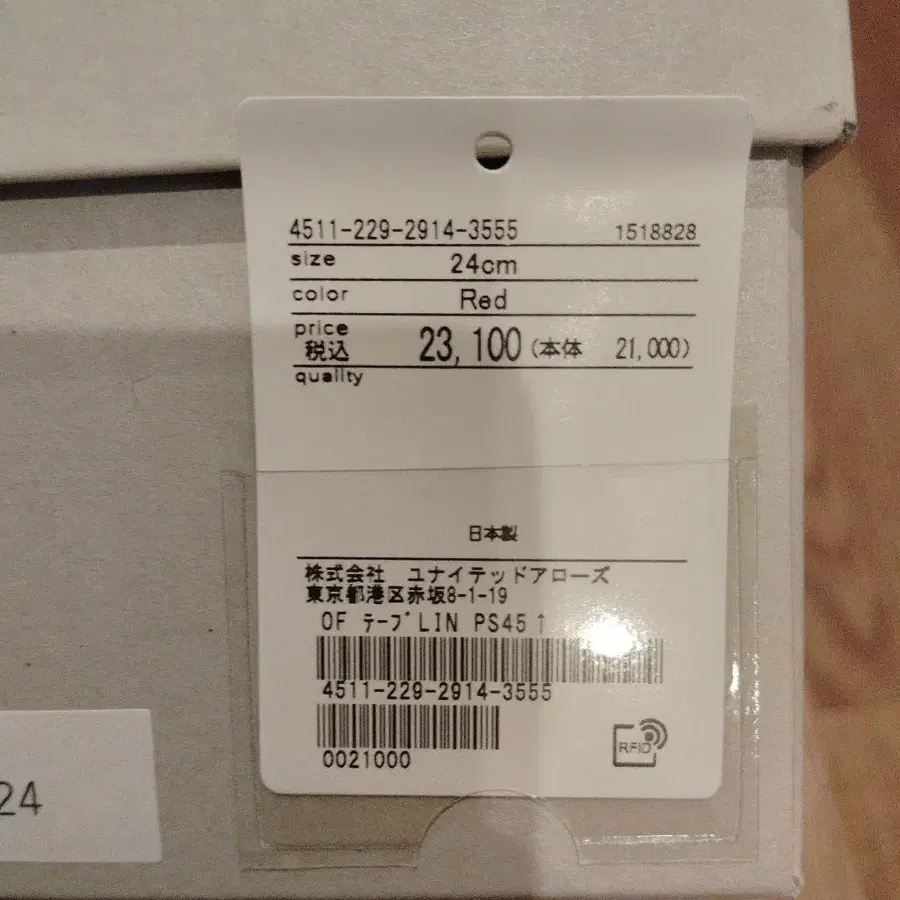 4511-229-2914-3555 1518828
size 24cm
color Red
price
税込 23,100 (本体 21,000)
quality
日本製
株式会社 ユナイテッドアローズ
東京都港区赤坂8-1-19
OF テープLIN PS45↑
4511-229-2914-3555
0021000
RFID
24